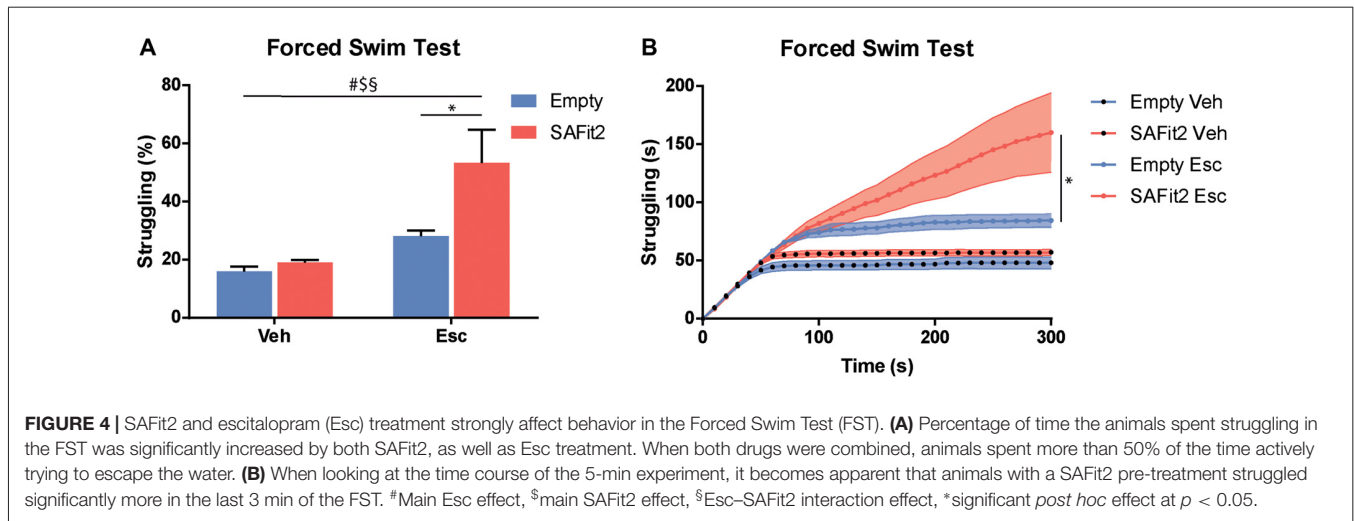 A
Forced Swim Test
Struggling (%)
80
60
40
20
0
#$§
*
Empty
SAFit2
Veh
Esc
B
Forced Swim Test
Struggling (s)
200
150
100
50
0
0
100
200
300
Time (s)
*
Empty Veh
SAFit2 Veh
Empty Esc
SAFit2 Esc
FIGURE 4 | SAFit2 and escitalopram (Esc) treatment strongly affect behavior in the Forced Swim Test (FST). (A) Percentage of time the animals spent struggling in
the FST was significantly increased by both SAFit2, as well as Esc treatment. When both drugs were combined, animals spent more than 50% of the time actively
trying to escape the water. (B) When looking at the time course of the 5-min experiment, it becomes apparent that animals with a SAFit2 pre-treatment struggled
significantly more in the last 3 min of the FST. #Main Esc effect, $main SAFit2 effect, §Esc–SAFit2 interaction effect, *significant post hoc effect at p < 0.05.